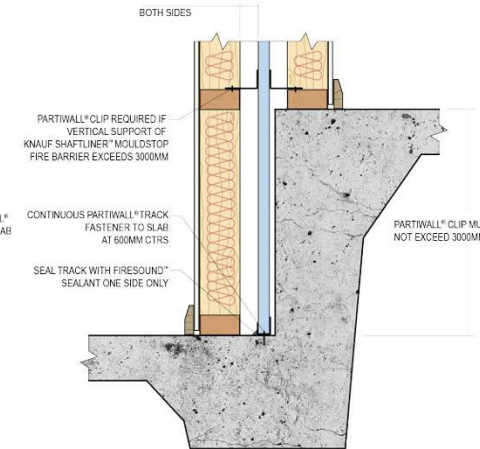 BOTH SIDES
PARTIWALL® CLIP REQUIRED IF
VERTICAL SUPPORT OF
KNAUF SHAFTLINER™ MOULDSTOP
FIRE BARRIER EXCEEDS 3000MM
CONTINUOUS PARTIWALL® TRACK
FASTENER TO SLAB
AT 600MM CTRS
SEAL TRACK WITH FIRESOUND™
SEALANT ONE SIDE ONLY
L®
AB
PARTIWALL® CLIP MU
NOT EXCEED 3000M